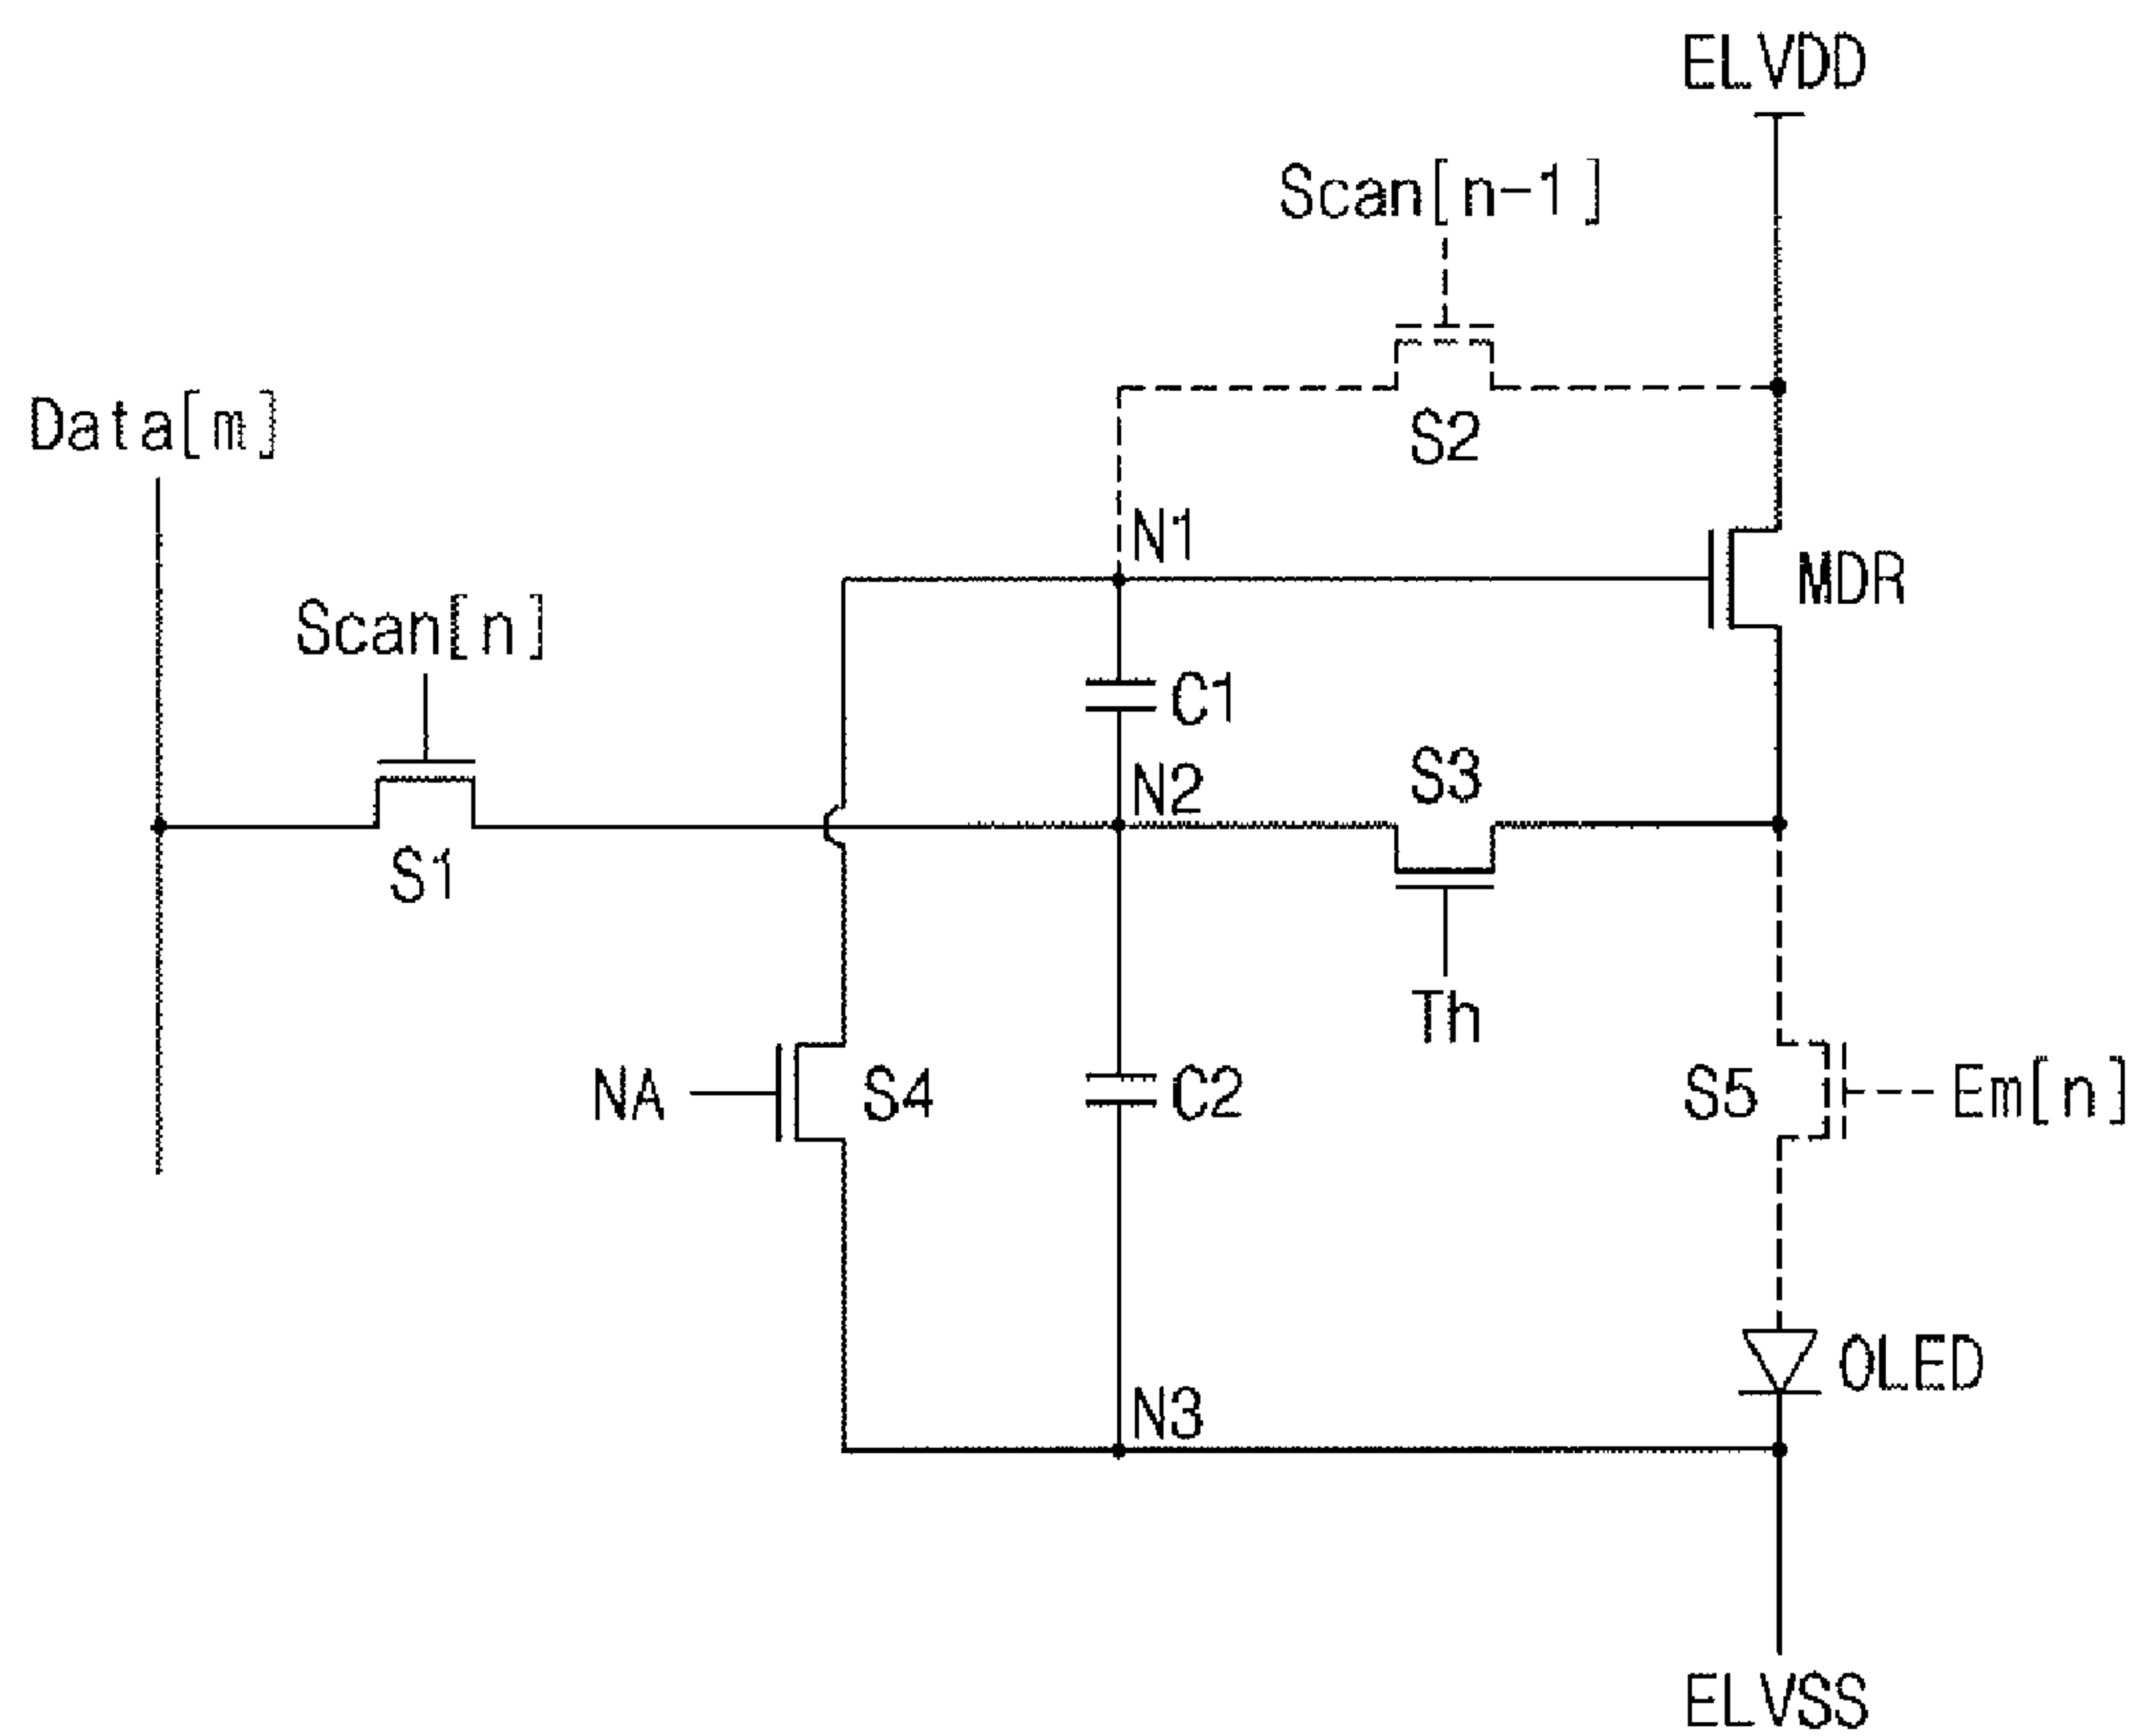 ELVDD
Scan[n-1]
Data[m]
S2
N1
MDR
Scan[n]
C1
N2
S3
S1
Th
NA
S4
C2
S5
Em[n]
OLED
N3
ELVSS